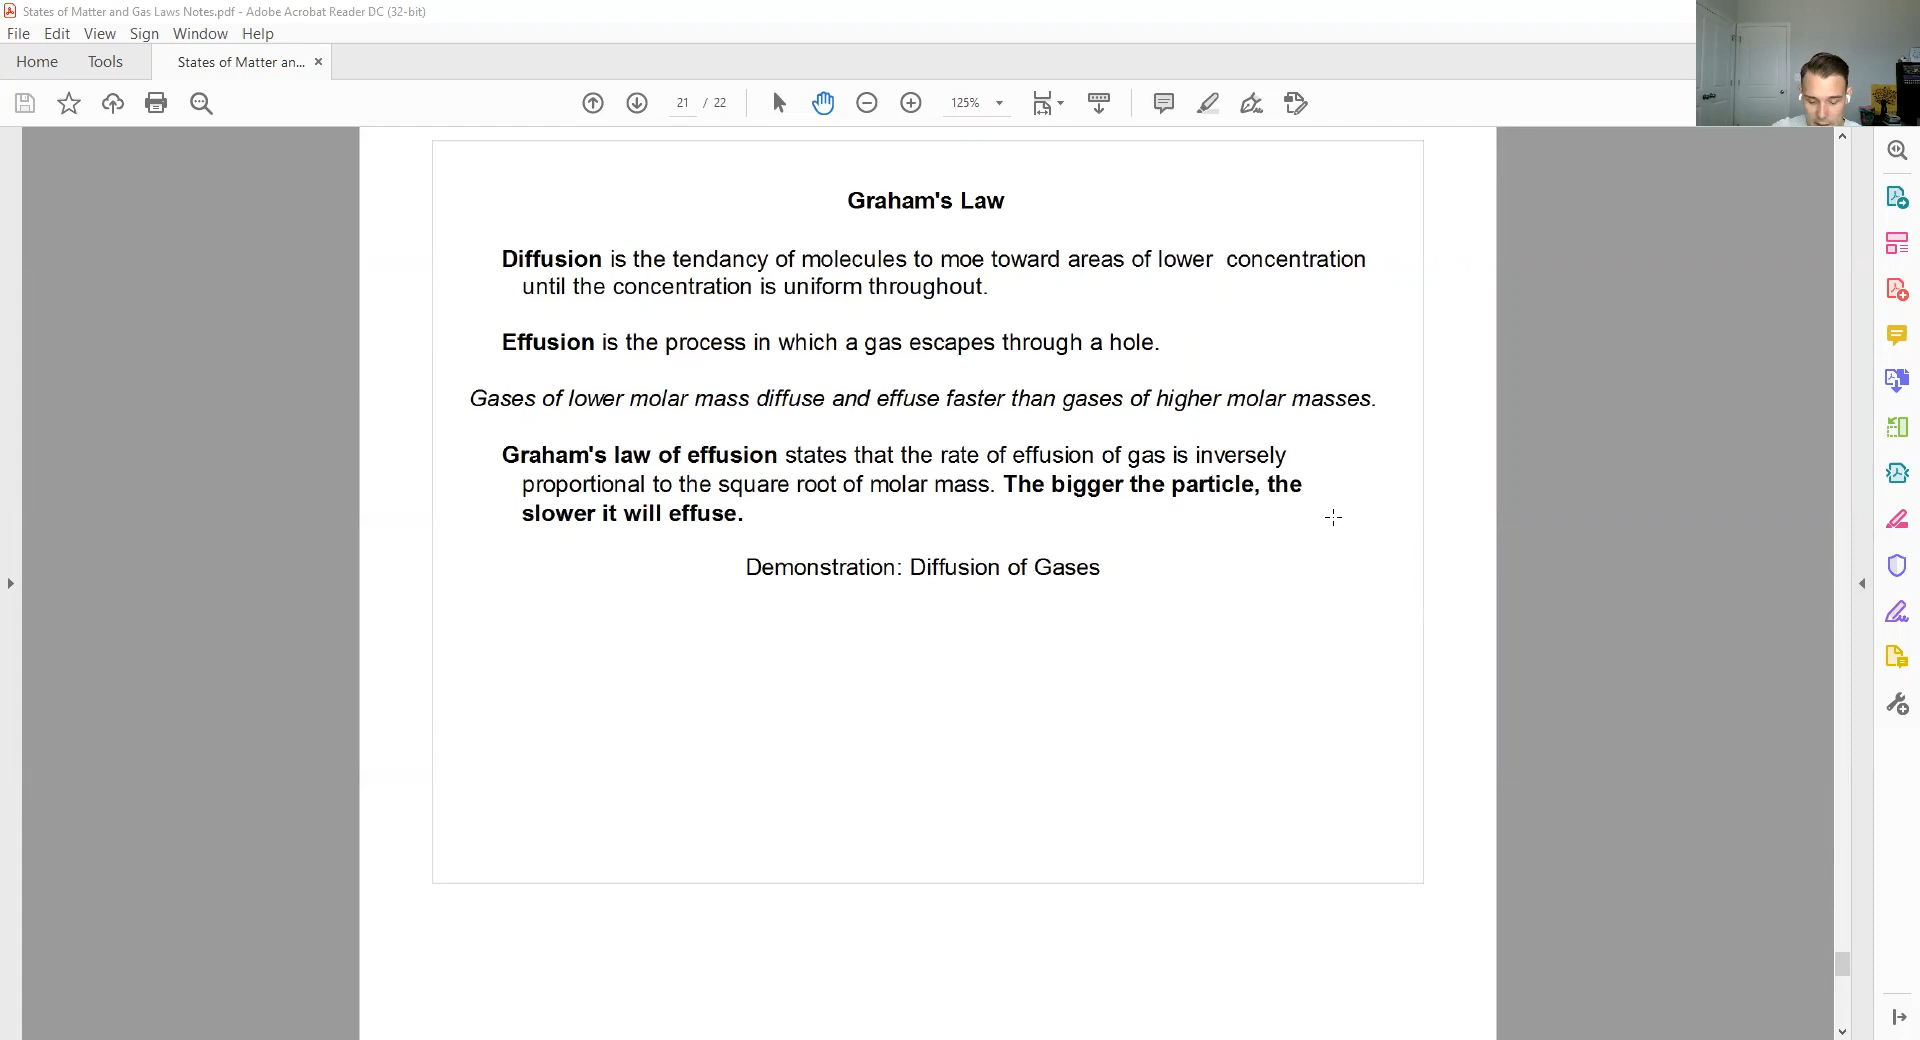 States of Matter and Gas Laws Notes.pdf - Adobe Acrobat Reader DC (32-bit)
File Edit View Sign Window Help
Home Tools States of Matter an... ×
21 / 22 125%
Graham's Law
Diffusion is the tendancy of molecules to moe toward areas of lower concentration
until the concentration is uniform throughout.
Effusion is the process in which a gas escapes through a hole.
Gases of lower molar mass diffuse and effuse faster than gases of higher molar masses.
Graham's law of effusion states that the rate of effusion of gas is inversely
proportional to the square root of molar mass. The bigger the particle, the
slower it will effuse.
Demonstration: Diffusion of Gases